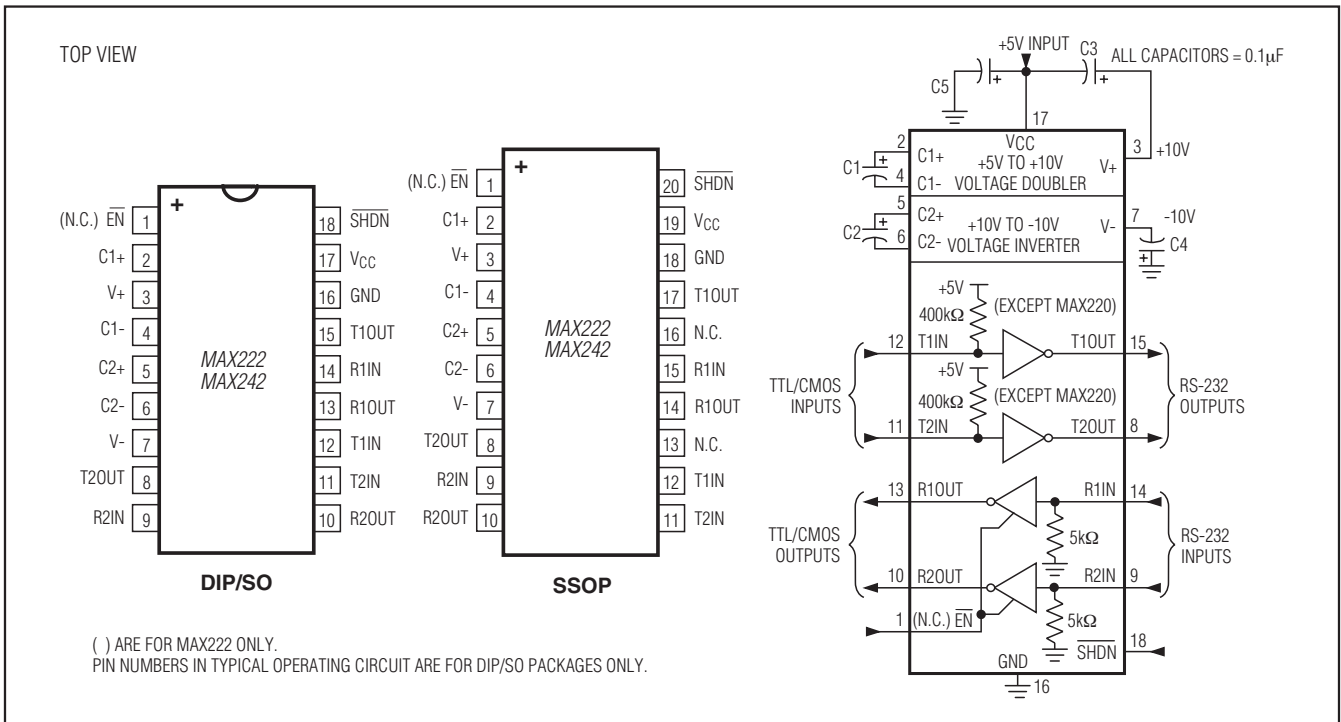 TOP VIEW
(N.C.) EN 1
C1+ 2
V+ 3
C1- 4
C2+ 5
C2- 6
V- 7
T2OUT 8
R2IN 9
18 SHDN
17 VCC
16 GND
15 T1OUT
14 R1IN
13 R1OUT
12 T1IN
11 T2IN
10 R2OUT
+
MAX222
MAX242
DIP/SO
(N.C.) EN 1
C1+ 2
V+ 3
C1- 4
C2+ 5
C2- 6
V- 7
T2OUT 8
R2IN 9
R2OUT 10
20 SHDN
19 VCC
18 GND
17 T1OUT
16 N.C.
15 R1IN
14 R1OUT
13 N.C.
12 T1IN
11 T2IN
+
MAX222
MAX242
SSOP
( ) ARE FOR MAX222 ONLY.
PIN NUMBERS IN TYPICAL OPERATING CIRCUIT ARE FOR DIP/SO PACKAGES ONLY.
+5V INPUT
C3
ALL CAPACITORS = 0.1µF
C5
+
+
17
VCC
2
C1+
+5V TO +10V
VOLTAGE DOUBLER
V+
3
+10V
C1
+
4
C1-
5
C2+
+10V TO -10V
VOLTAGE INVERTER
V-
7
-10V
C2
+
6
C2-
C4
+
+5V
400kΩ
(EXCEPT MAX220)
12
T1IN
T1OUT
15
TTL/CMOS
INPUTS
+5V
400kΩ
(EXCEPT MAX220)
RS-232
OUTPUTS
11
T2IN
T2OUT
8
13
R1OUT
R1IN
14
TTL/CMOS
OUTPUTS
5kΩ
RS-232
INPUTS
10
R2OUT
R2IN
9
1
(N.C.) EN
5kΩ
SHDN
18
GND
16